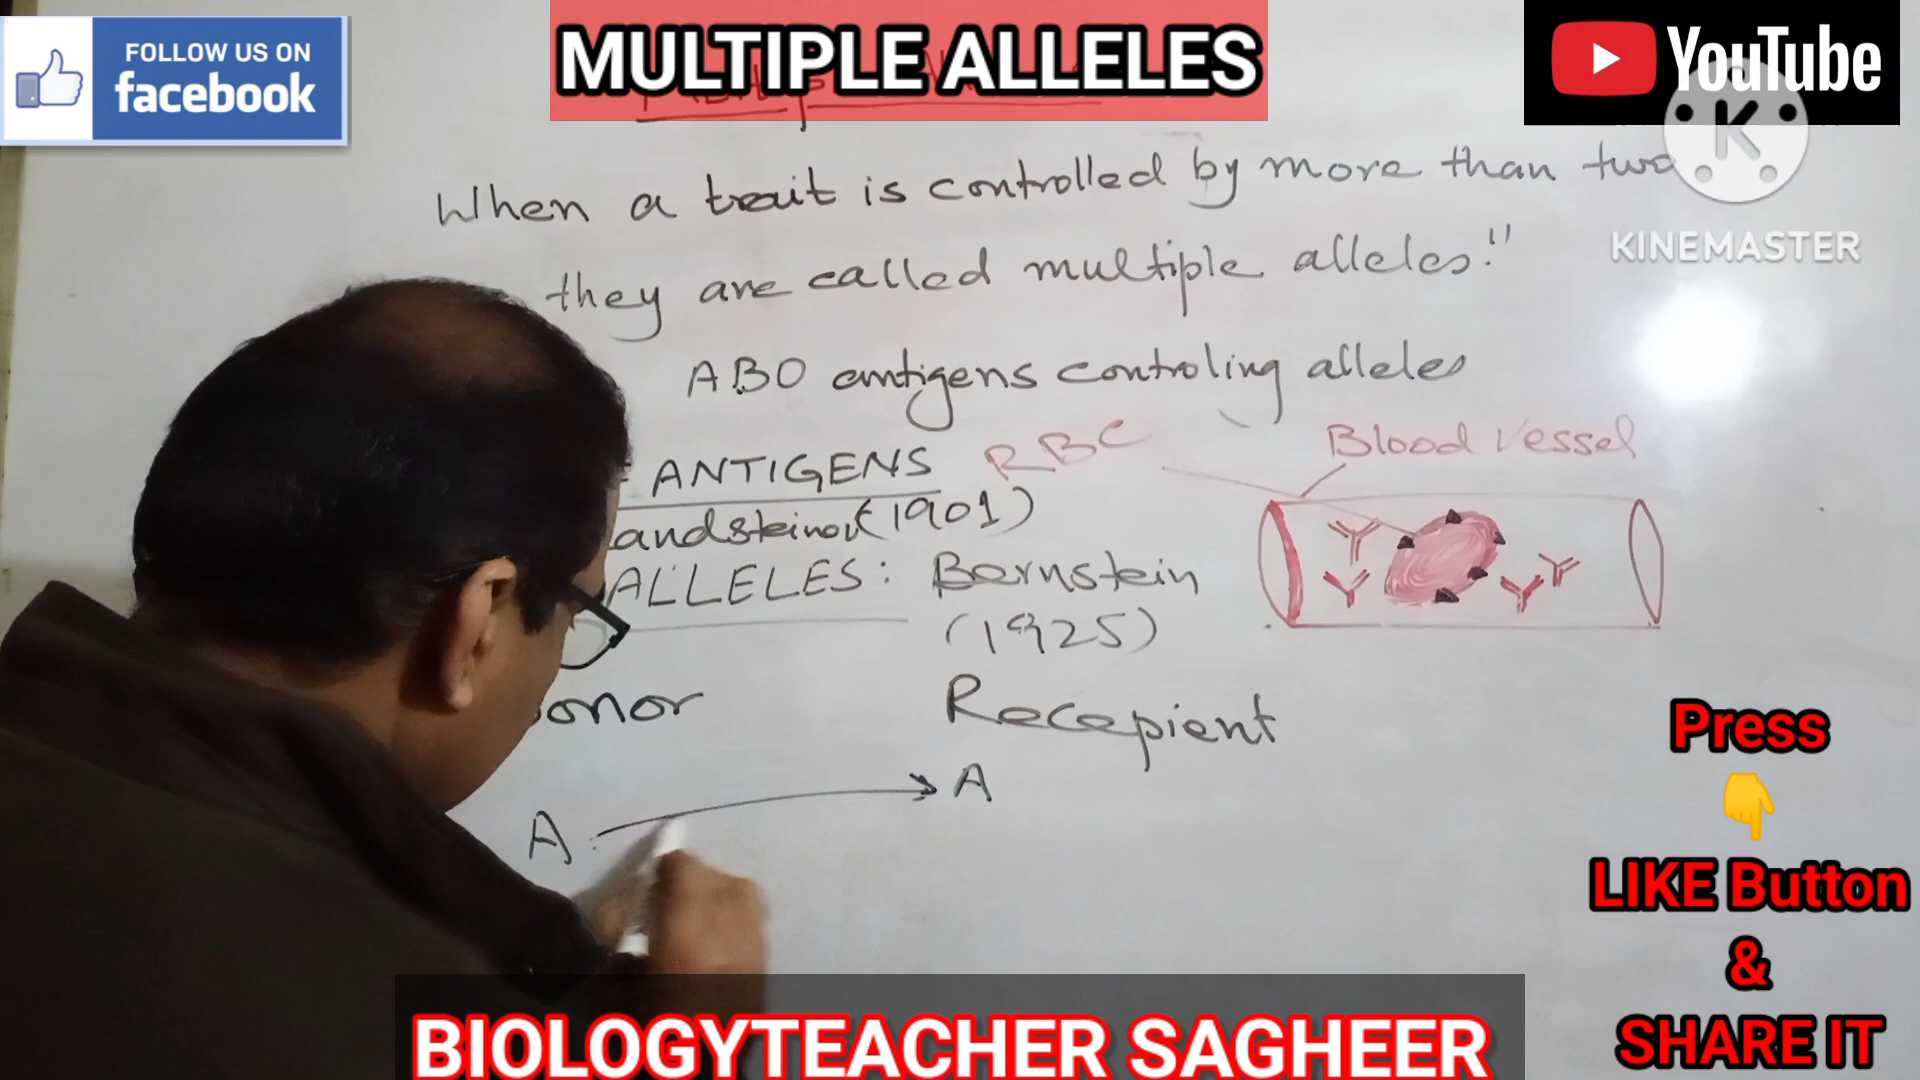 FOLLOW US ON
facebook
MULTIPLE ALLELES
YouTube
K
KINEMASTER
When a trait is controlled by more than two
they are called multiple alleles."
ABO antigens controling alleles
ANTIGENS
RBC
Blood Vessel
(1901)
ALLELES: Bernstein
(1925)
onor
Recepient
A
A
Press
LIKE Button
&
SHARE IT
BIOLOGYTEACHER SAGHEER